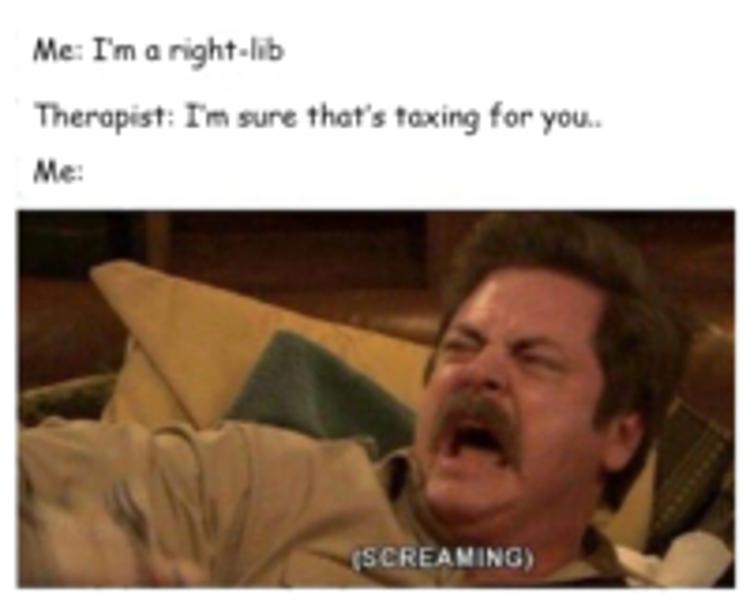 Me: I'm a right-lib
Therapist: I'm sure that's taxing for you..
Me:
(SCREAMING)